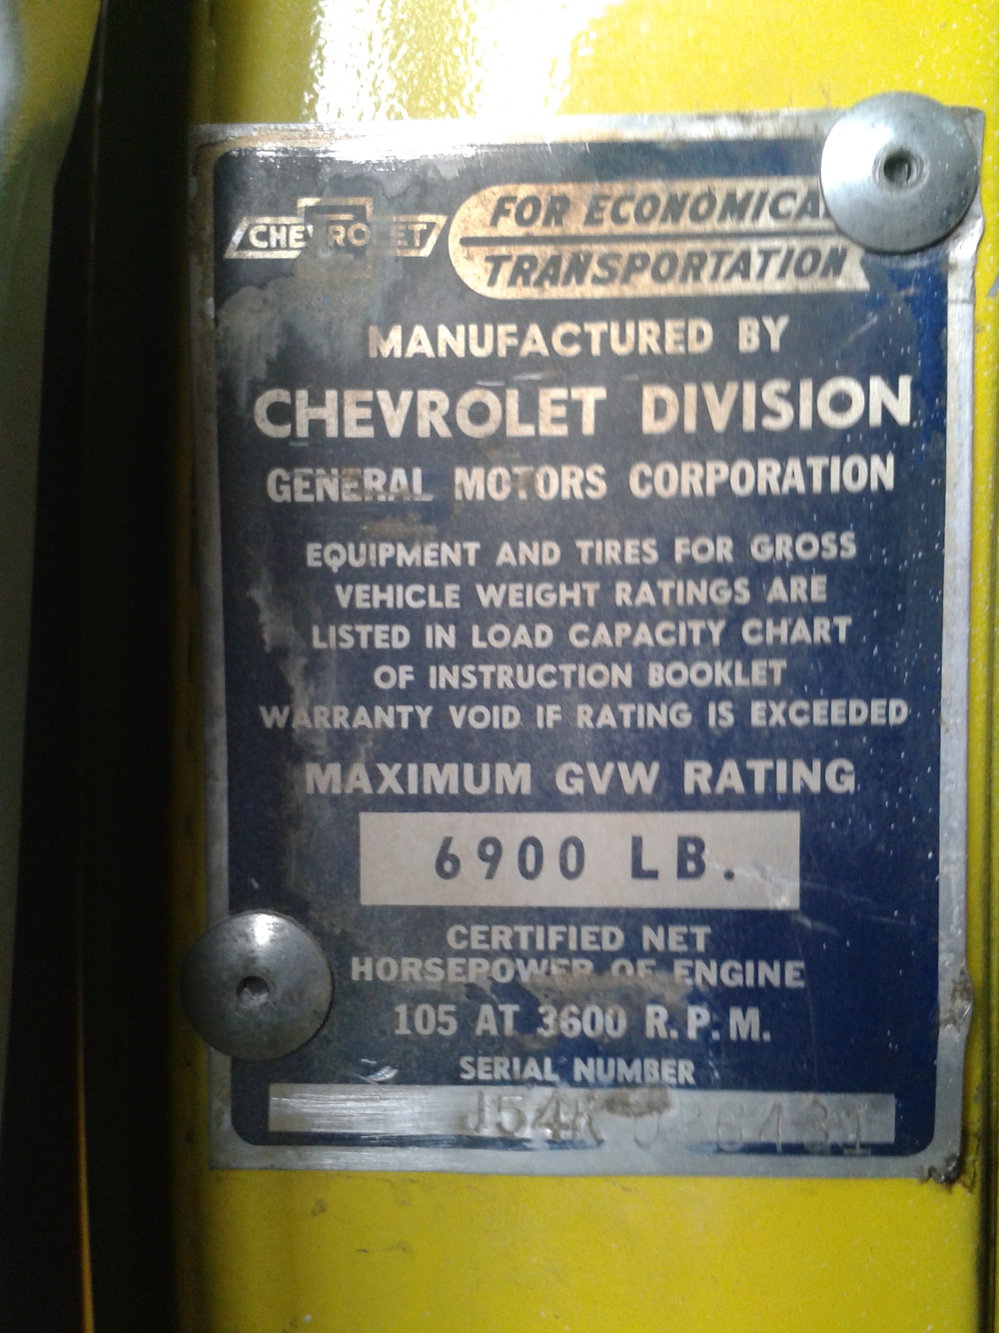 CHEVROLET
FOR ECONOMICAL
TRANSPORTATION
MANUFACTURED BY
CHEVROLET DIVISION
GENERAL MOTORS CORPORATION
EQUIPMENT AND TIRES FOR GROSS
VEHICLE WEIGHT RATINGS ARE
LISTED IN LOAD CAPACITY CHART
OF INSTRUCTION BOOKLET
WARRANTY VOID IF RATING IS EXCEEDED
MAXIMUM GVW RATING
6900 LB.
CERTIFIED NET
HORSEPOWER OF ENGINE
105 AT 3600 R.P.M.
SERIAL NUMBER